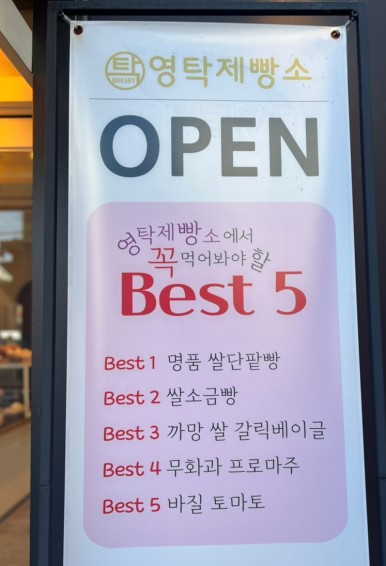 탁 BAKERY 영탁제빵소
OPEN
영탁제빵소에서
꼭 먹어봐야 할
Best 5
Best 1 명품 쌀단팥빵
Best 2 쌀소금빵
Best 3 까망 쌀 갈릭베이글
Best 4 무화과 프로마주
Best 5 바질 토마토